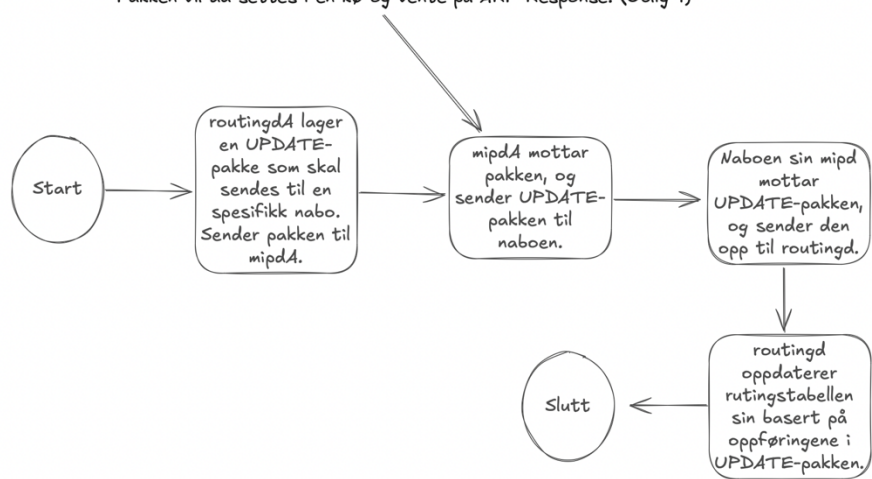 Pakken vil da settes i en kø og vente på ARP-Response. (Oblig 1)
Start
routingdA lager
en UPDATE-
pakke som skal
sendes til en
spesifikk nabo.
Sender pakken til
mipdA.
mipdA mottar
pakken, og
sender UPDATE-
pakken til
naboen.
Naboen sin mipd
mottar
UPDATE-pakken,
og sender den
opp til routingd.
routingd
oppdaterer
rutingstabellen
sin basert på
oppføringene i
UPDATE-pakken.
Slutt